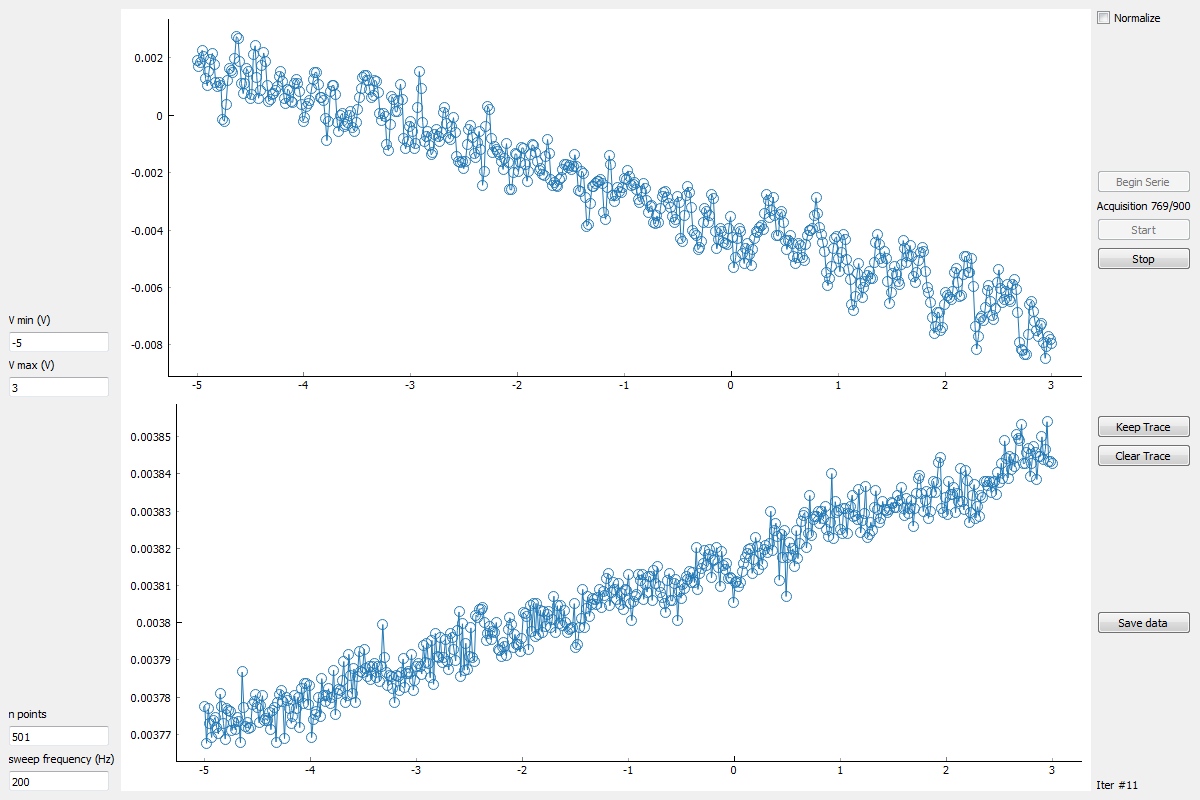 Normalize
0.002
0
-0.002
-0.004
-0.006
-0.008
-5 -4 -3 -2 -1 0 1 2 3
Begin Serie
Acquisition 769/900
Start
Stop
V min (V)
-5
V max (V)
3
0.00385
0.00384
0.00383
0.00382
0.00381
0.0038
0.00379
0.00378
0.00377
-5 -4 -3 -2 -1 0 1 2 3
Keep Trace
Clear Trace
Save data
n points
501
sweep frequency (Hz)
200
Iter #11